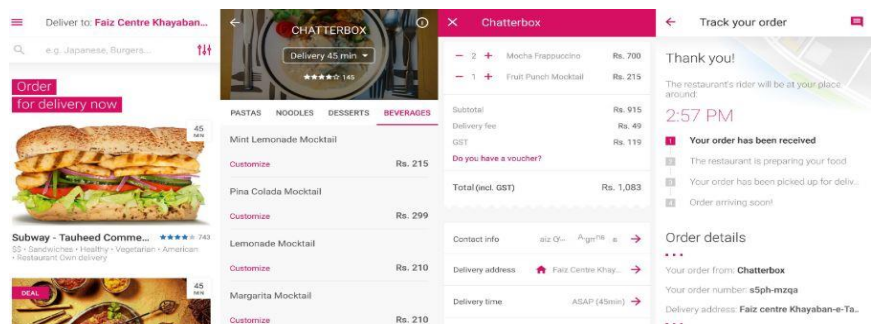 Deliver to: Faiz Centre Khayaban...
e.g. Japanese, Burgers...
Order
for delivery now
45
MIN
Subway - Tauheed Comme...
743
$$ • Sandwiches • Healthy • Vegetarian • American
• Restaurant Own delivery
DEAL
45
MIN
CHATTERBOX
Delivery 45 min
145
PASTAS NOODLES DESSERTS BEVERAGES
Mint Lemonade Mocktail
Customize Rs. 215
Pina Colada Mocktail
Customize Rs. 299
Lemonade Mocktail
Customize Rs. 210
Margarita Mocktail
Customize Rs. 210
Chatterbox
2 Mocha Frappuccino Rs. 700
1 Fruit Punch Mocktail Rs. 215
Subtotal Rs. 915
Delivery fee Rs. 49
GST Rs. 119
Do you have a voucher?
Total (incl. GST) Rs. 1,083
Contact info
Delivery address Faiz Centre Khay...
Delivery time ASAP (45min)
Track your order
Thank you!
The restaurant's rider will be at your place
around:
2:57 PM
1 Your order has been received
2 The restaurant is preparing your food
3 Your order has been picked up for deliv..
4 Order arriving soon!
Order details
Your order from: Chatterbox
Your order number: s5ph-mzqa
Delivery address: Faiz centre Khayaban-e-Ta..